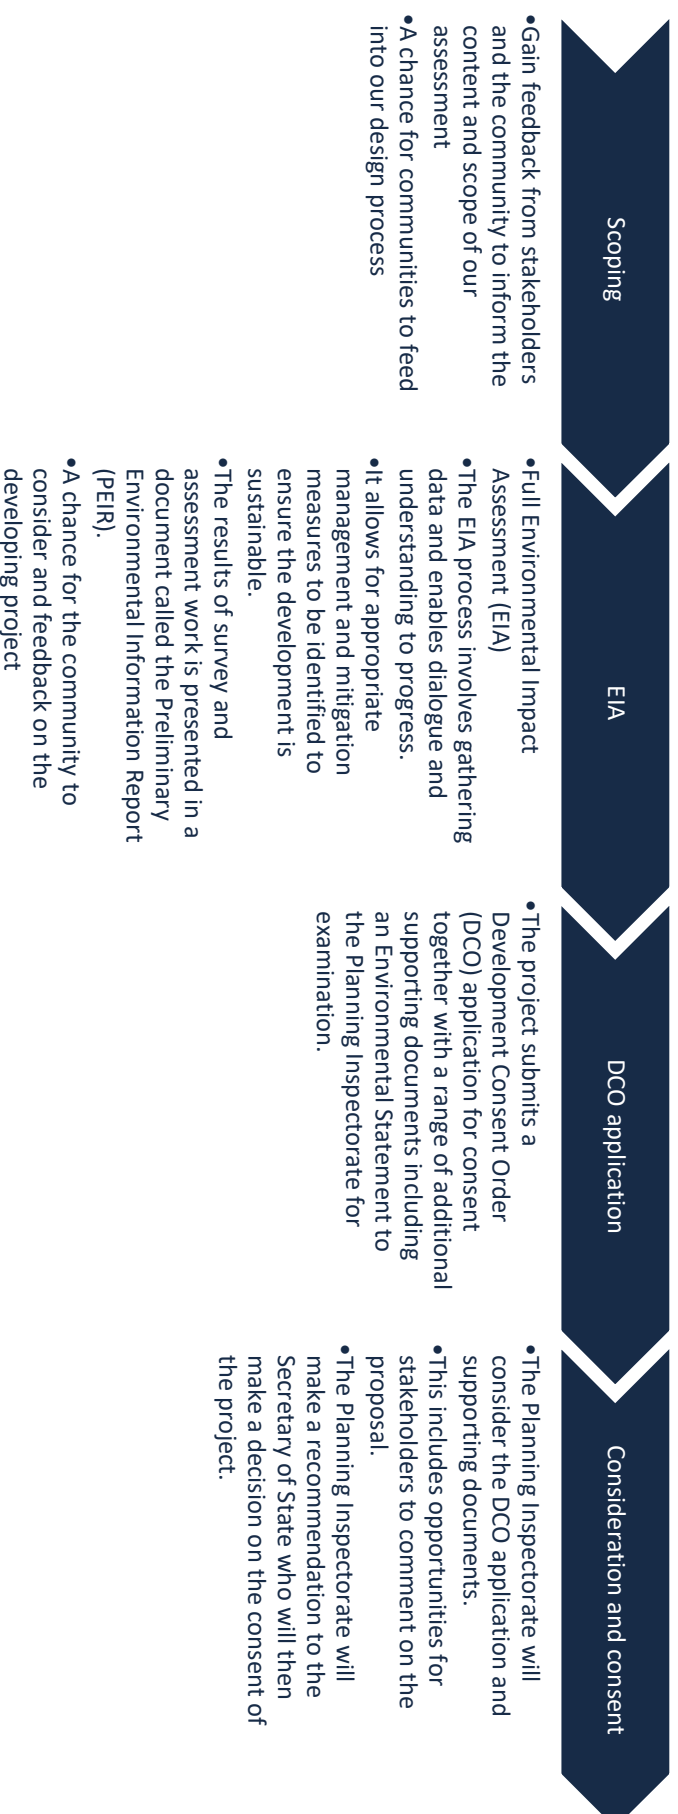 Scoping
•Gain feedback from stakeholders
and the community to inform the
content and scope of our
assessment
•A chance for communities to feed
into our design process
EIA
•Full Environmental Impact
Assessment (EIA)
•The EIA process involves gathering
data and enables dialogue and
understanding to progress.
•It allows for appropriate
management and mitigation
measures to be identified to
ensure the development is
sustainable.
•The results of survey and
assessment work is presented in a
document called the Preliminary
Environmental Information Report
(PEIR).
•A chance for the community to
consider and feedback on the
developing project
DCO application
•The project submits a
Development Consent Order
(DCO) application for consent
together with a range of additional
supporting documents including
an Environmental Statement to
the Planning Inspectorate for
examination.
Consideration and consent
•The Planning Inspectorate will
consider the DCO application and
supporting documents.
•This includes opportunities for
stakeholders to comment on the
proposal.
•The Planning Inspectorate will
make a recommendation to the
Secretary of State who will then
make a decision on the consent of
the project.